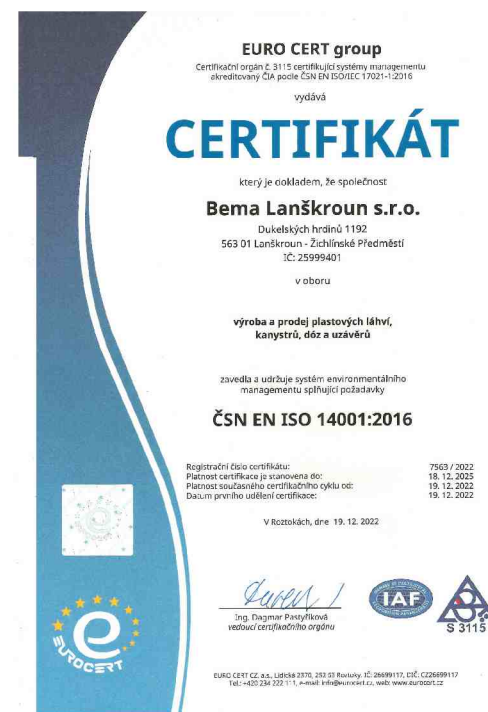 EURO CERT group
Certifikační orgán č. 3115 certifikující systémy managementu
akreditovaný ČIA podle ČSN EN ISO/IEC 17021-1:2016
vydává
CERTIFIKÁT
který je dokladem, že společnost
Bema Lanškroun s.r.o.
Dukelských hrdinů 1192
563 01 Lanškroun - Žichlínské Předměstí
IČ: 25999401
v oboru
výroba a prodej plastových láhví,
kanystrů, dóz a uzávěrů
zavedla a udržuje systém environmentálního
managementu splňující požadavky
ČSN EN ISO 14001:2016
Registrační číslo certifikátu: 7563 / 2022
Platnost certifikace je stanovena do: 18. 12. 2025
Platnost současného certifikačního cyklu od: 19. 12. 2022
Datum prvního udělení certifikace: 19. 12. 2022
V Roztokách, dne 19. 12. 2022
Ing. Dagmar Pastyříková
vedoucí certifikačního orgánu
IAF
S 3115
e
EUROCERT
EURO CERT CZ, a.s., Lidická 2370, 252 63 Roztoky, IČ: 26699117, DIČ: CZ26699117
Tel.: +420 234 222 111, e-mail: info@eurocert.cz, web: www.eurocert.cz